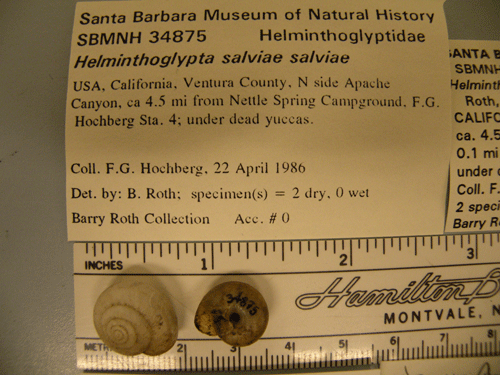 Santa Barbara Museum of Natural History
SBMNH 34875 Helminthoglyptidae
Helminthoglypta salviae salviae
USA, California, Ventura County, N side Apache
Canyon, ca 4.5 mi from Nettle Spring Campground, F.G.
Hochberg Sta. 4; under dead yuccas.
Coll. F.G. Hochberg, 22 April 1986
Det. by: B. Roth; specimen(s) = 2 dry, 0 wet
Barry Roth Collection Acc. # 0
SANTA B
SBMNH
Helminth
Roth,
CALIFO
ca. 4.5
0.1 mi
under d
Coll. F.
2 speci
Barry Ro
INCHES 1 2 3
34875
Hamilton B
MONTVALE, N
METR 2 3 4 5 6 7 8